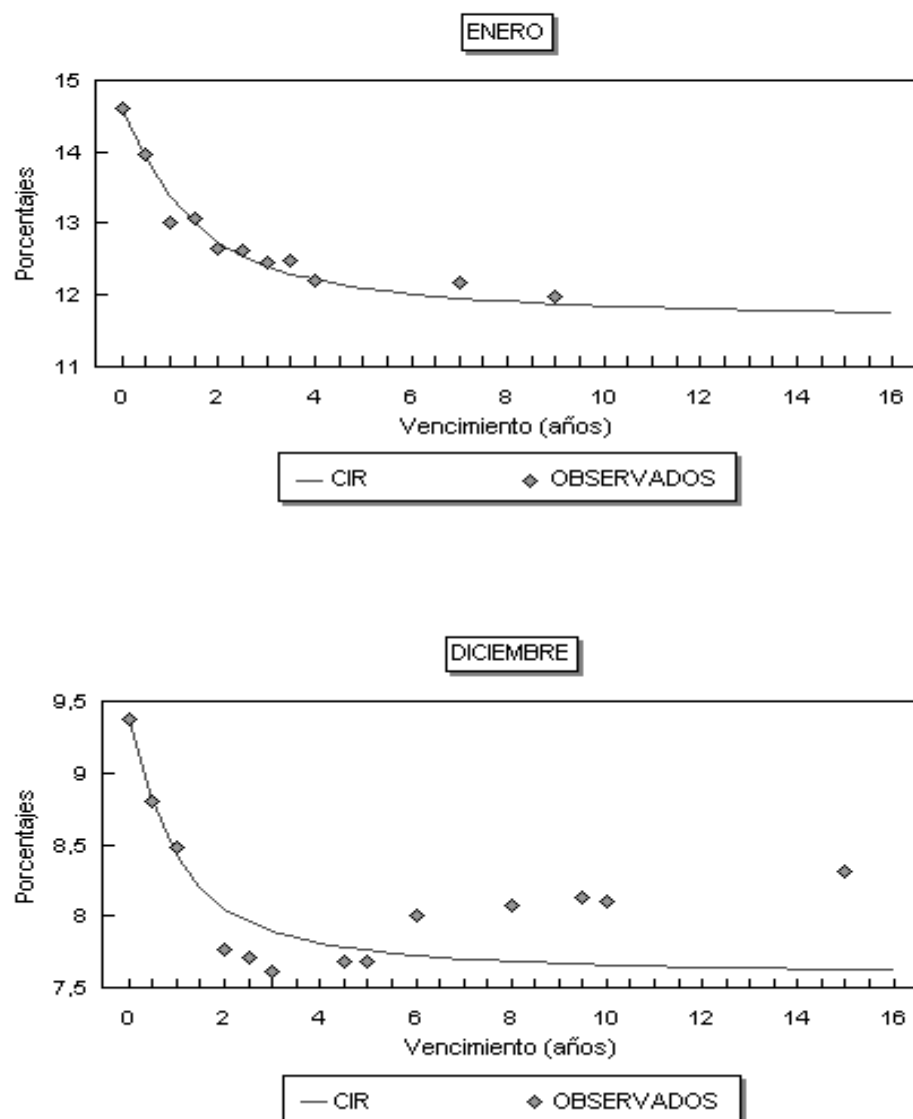 ENERO
15
14
13
12
11
Porcentajes
0 2 4 6 8 10 12 14 16
Vencimiento (años)
CIR OBSERVADOS
DICIEMBRE
9,5
9
8,5
8
7,5
Porcentajes
0 2 4 6 8 10 12 14 16
Vencimiento (años)
CIR OBSERVADOS